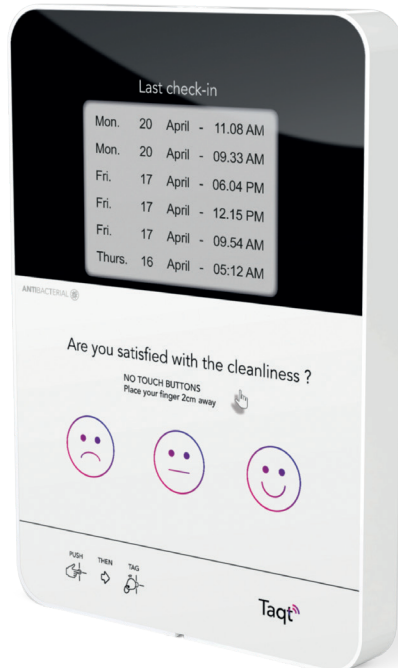 Last check-in
Mon. 20 April - 11.08 AM
Mon. 20 April - 09.33 AM
Fri. 17 April - 06.04 PM
Fri. 17 April - 12.15 PM
Fri. 17 April - 09.54 AM
Thurs. 16 April - 05:12 AM
ANTIBACTERIAL
Are you satisfied with the cleanliness ?
NO TOUCH BUTTONS
Place your finger 2cm away
PUSH THEN TAG
Taqt